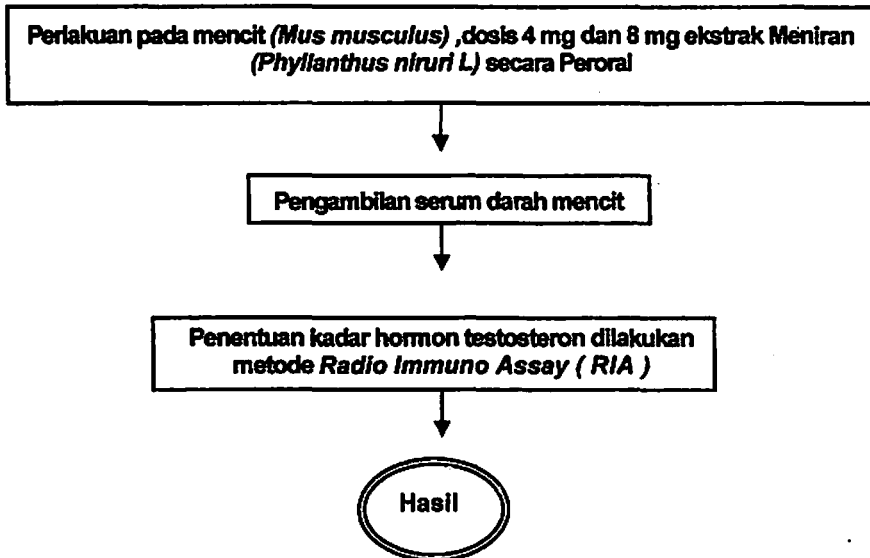 Perlakuan pada mencit (Mus musculus) ,dosis 4 mg dan 8 mg ekstrak Meniran
(Phyllanthus niruri L) secara Peroral
Pengambilan serum darah mencit
Penentuan kadar hormon testosteron dilakukan
metode Radio Immuno Assay ( RIA )
Hasil